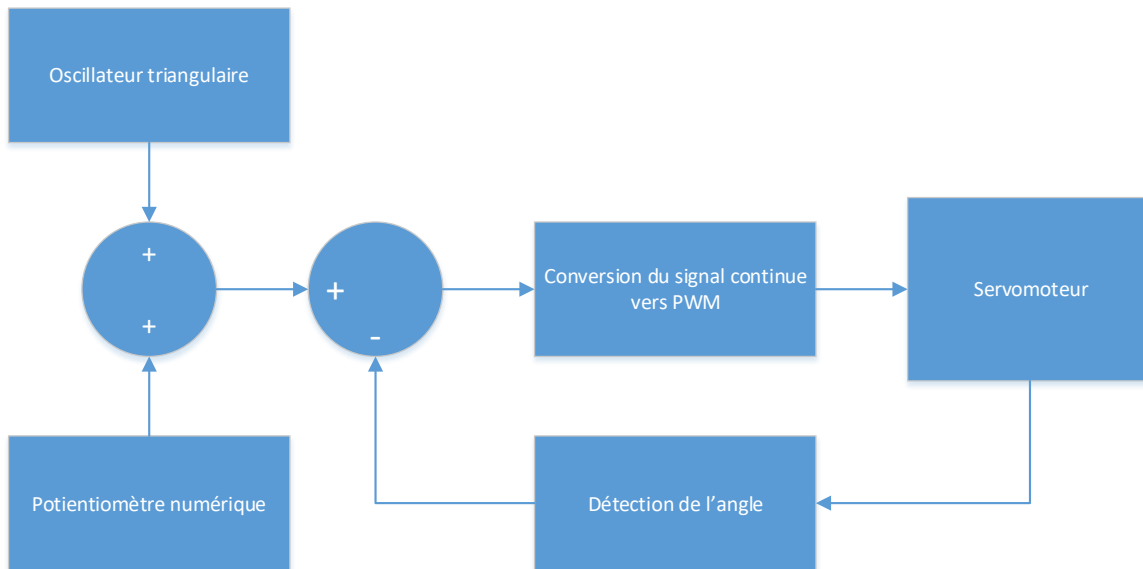 Oscillateur triangulaire
+
+
+
-
Conversion du signal continue
vers PWM
Servomoteur
Potientiomètre numérique
Détection de l’angle